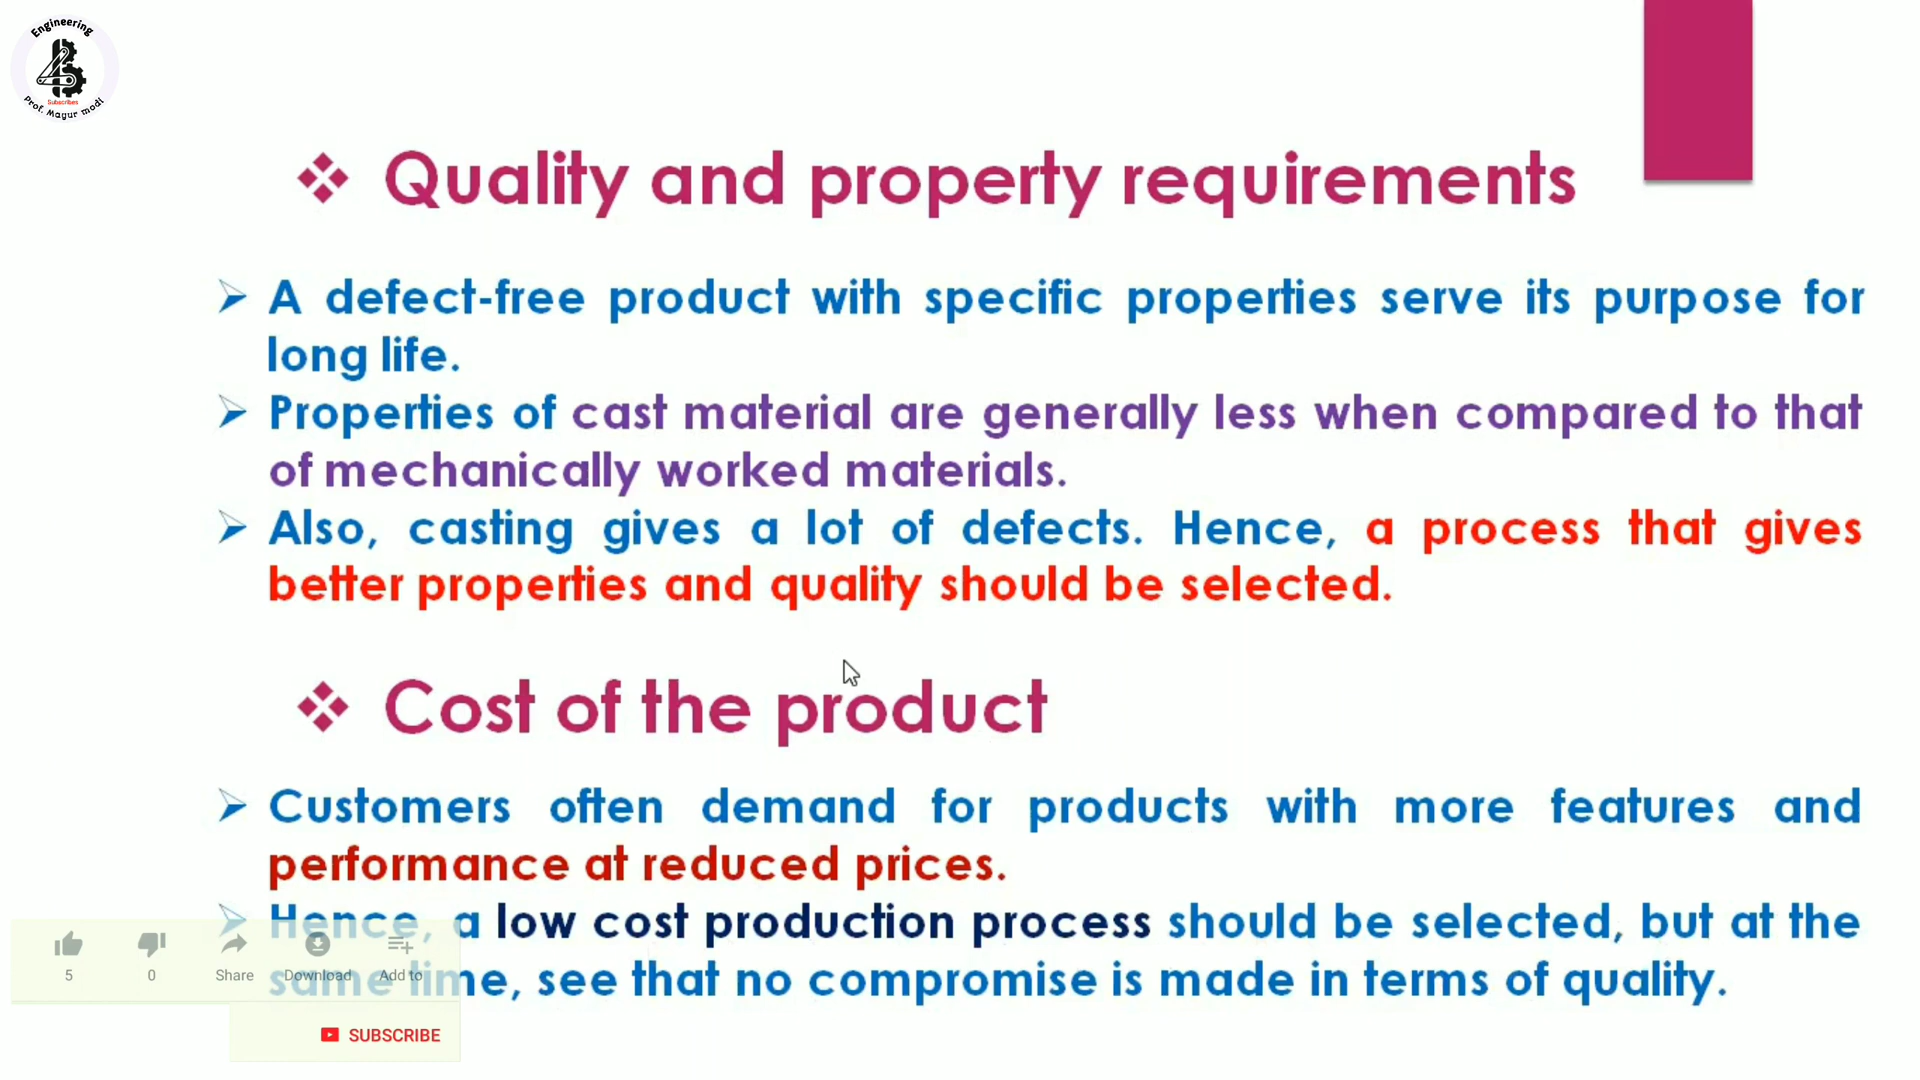 Engineering
Subscribes
Prof. Mayur modi
❖ Quality and property requirements
➢ A defect-free product with specific properties serve its purpose for
long life.
➢ Properties of cast material are generally less when compared to that
of mechanically worked materials.
➢ Also, casting gives a lot of defects. Hence, a process that gives
better properties and quality should be selected.
❖ Cost of the product
➢ Customers often demand for products with more features and
performance at reduced prices.
➢ Hence, a low cost production process should be selected, but at the
same lime, see that no compromise is made in terms of quality.
5 0 Share Download Add to
SUBSCRIBE